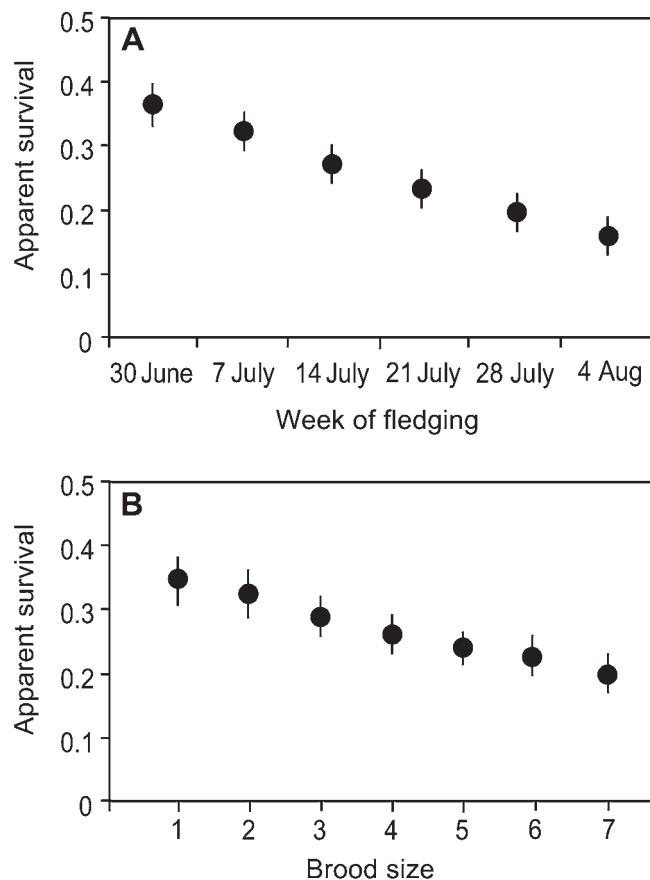 A
Apparent survival
0.5
0.4
0.3
0.2
0.1
0
30 June 7 July 14 July 21 July 28 July 4 Aug
Week of fledging
B
Apparent survival
0.5
0.4
0.3
0.2
0.1
0
1 2 3 4 5 6 7
Brood size